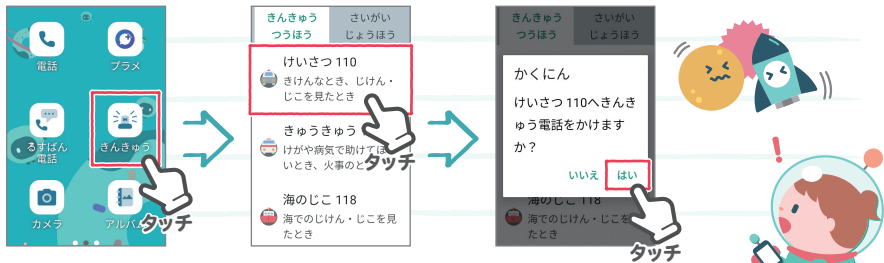 電話
プラメ
るすばん
電話
きんきゅう
カメラ
アルバム
タッチ
きんきゅう
つうほう
さいがい
じょうほう
けいさつ 110
きけんなとき、じけん・
じこを見たとき
きゅうきゅう
けがや病気で助けてほ
いとき、火事のと
タッチ
海のじこ 118
海でのじけん・じこを見
たとき
きんきゅう
つうほう
さいがい
じょうほう
かくにん
けいさつ 110へきんき
ゅう電話をかけます
か？
いいえ
はい
海のじこ 118
海でのじけん・じこを
たとき
タッチ